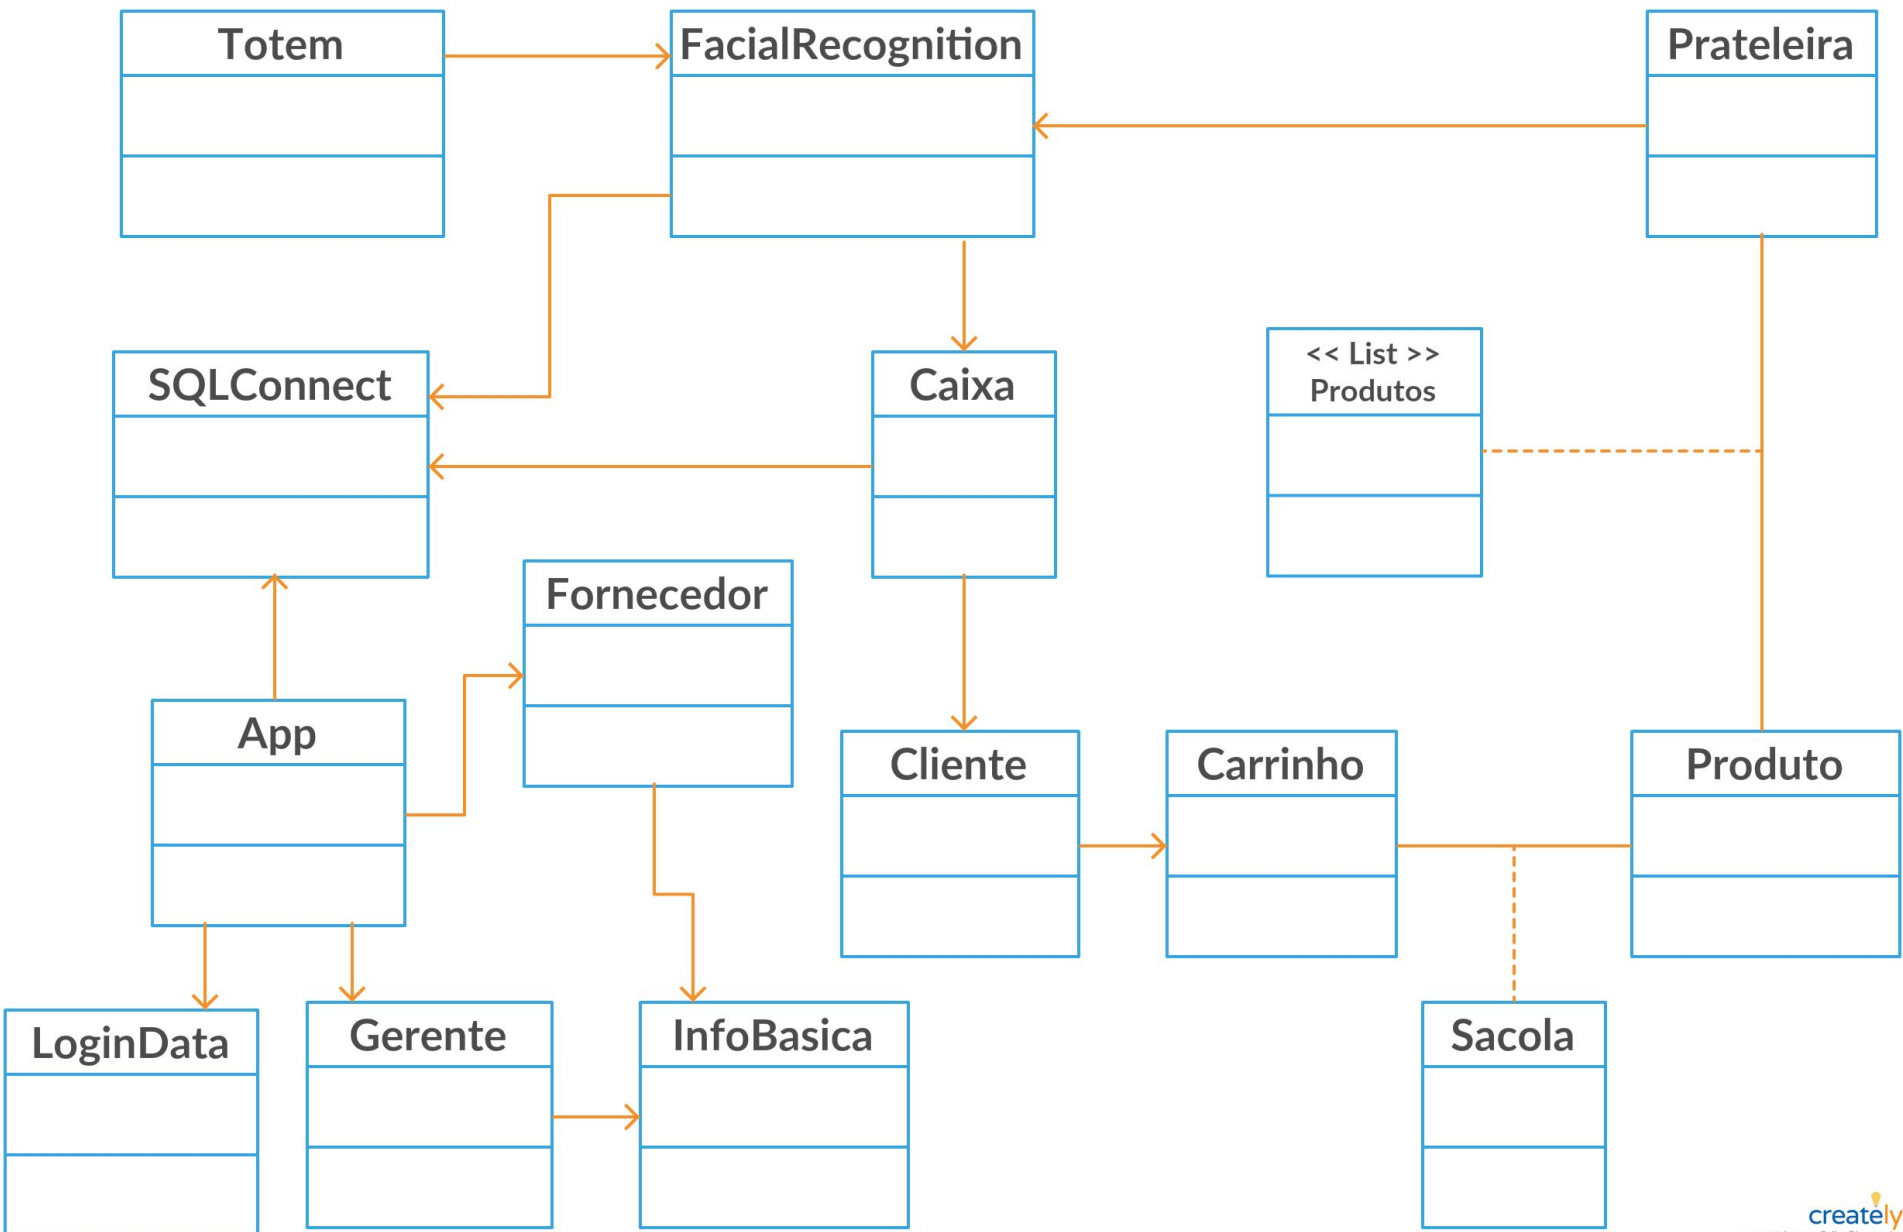 Totem
FacialRecognition
Prateleira
SQLConnect
Caixa
<< List >>
Produtos
Fornecedor
App
Cliente
Carrinho
Produto
LoginData
Gerente
InfoBasica
Sacola
creately